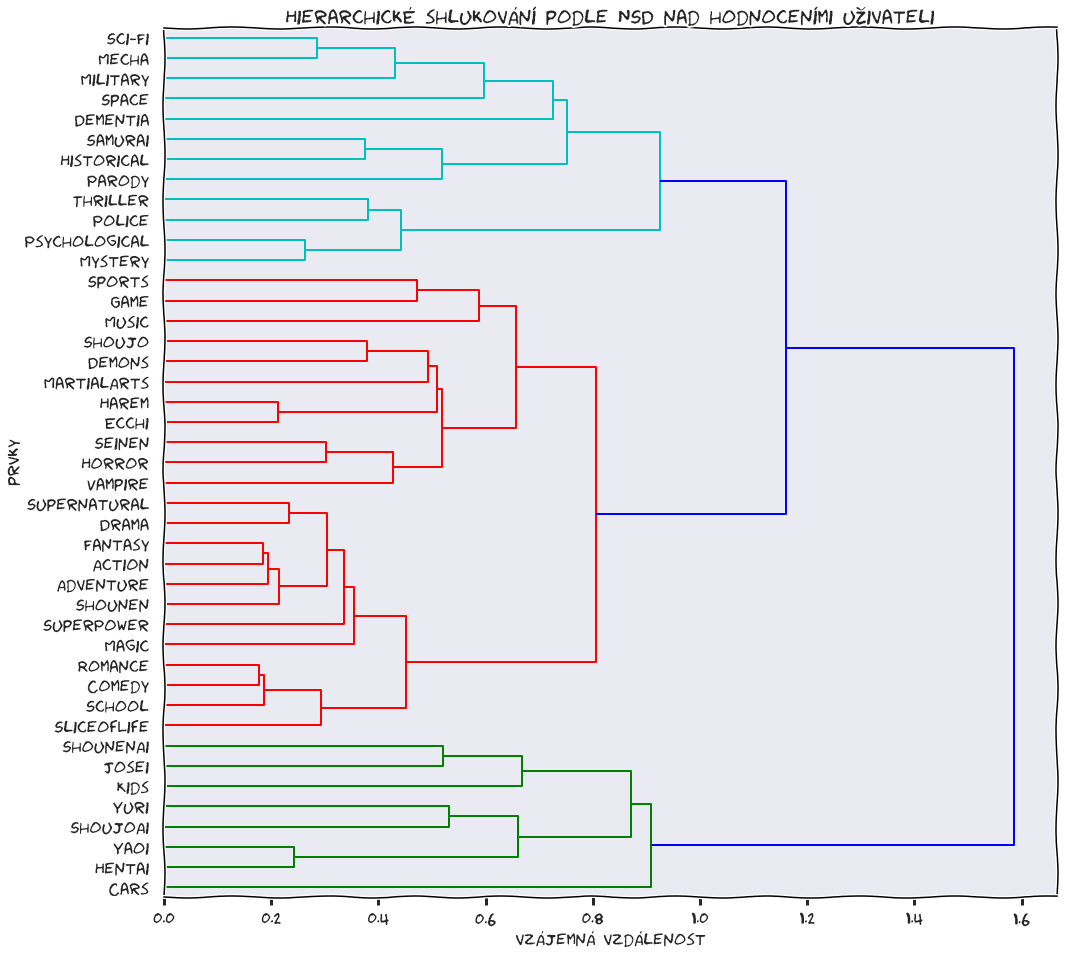 HIERARCHICKÉ SHLUKOVÁNÍ PODLE NSD NAD HODNOCENÍMI UŽIVATELI
SCI-FI
MECHA
MILITARY
SPACE
DEMENTIA
SAMURAI
HISTORICAL
PARODY
THRILLER
POLICE
PSYCHOLOGICAL
MYSTERY
SPORTS
GAME
MUSIC
SHOUJO
DEMONS
MARTIALARTS
HAREM
ECCHI
SEINEN
HORROR
VAMPIRE
SUPERNATURAL
DRAMA
FANTASY
ACTION
ADVENTURE
SHOUNEN
SUPERPOWER
MAGIC
ROMANCE
COMEDY
SCHOOL
SLICEOFLIFE
SHOUNENAI
JOSEI
KIDS
YURI
SHOUJOAI
YAOI
HENTAI
CARS
PRVKY
0.0 0.2 0.4 0.6 0.8 1.0 1.2 1.4 1.6
VZÁJEMNÁ VZDÁLENOST